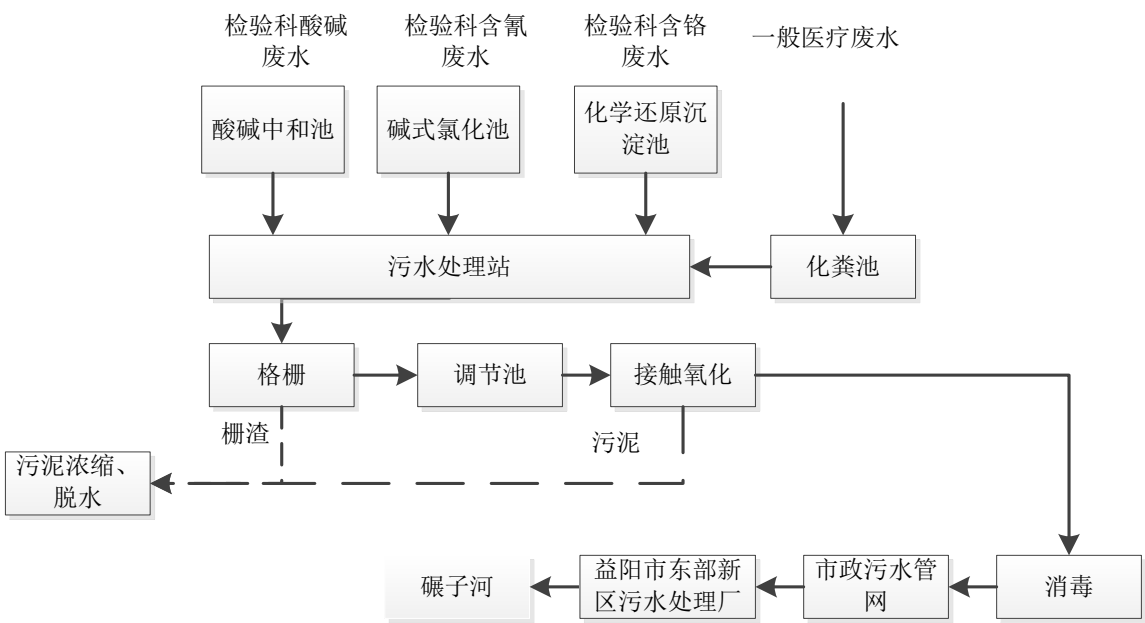 检验科酸碱
废水
检验科含氰
废水
检验科含铬
废水
一般医疗废水
酸碱中和池
碱式氯化池
化学还原沉
淀池
污水处理站
化粪池
格栅
调节池
接触氧化
栅渣
污泥
污泥浓缩、
脱水
碾子河
益阳市东部新
区污水处理厂
市政污水管
网
消毒